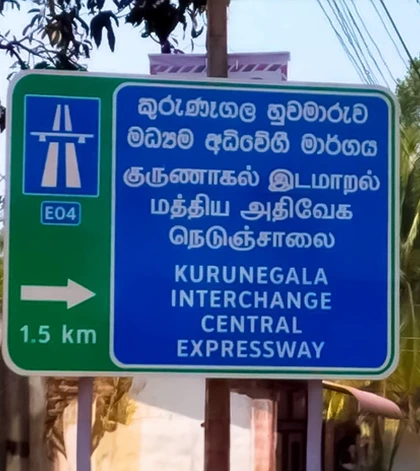 කුරුණෑගල හුවමාරුව
මධ්‍යම අධිවේගී මාර්ගය
குருணாகல் இடமாறல்
மத்திய அதிவேக
நெடுஞ்சாலை
KURUNEGALA
INTERCHANGE
CENTRAL
EXPRESSWAY
E04
1.5 km